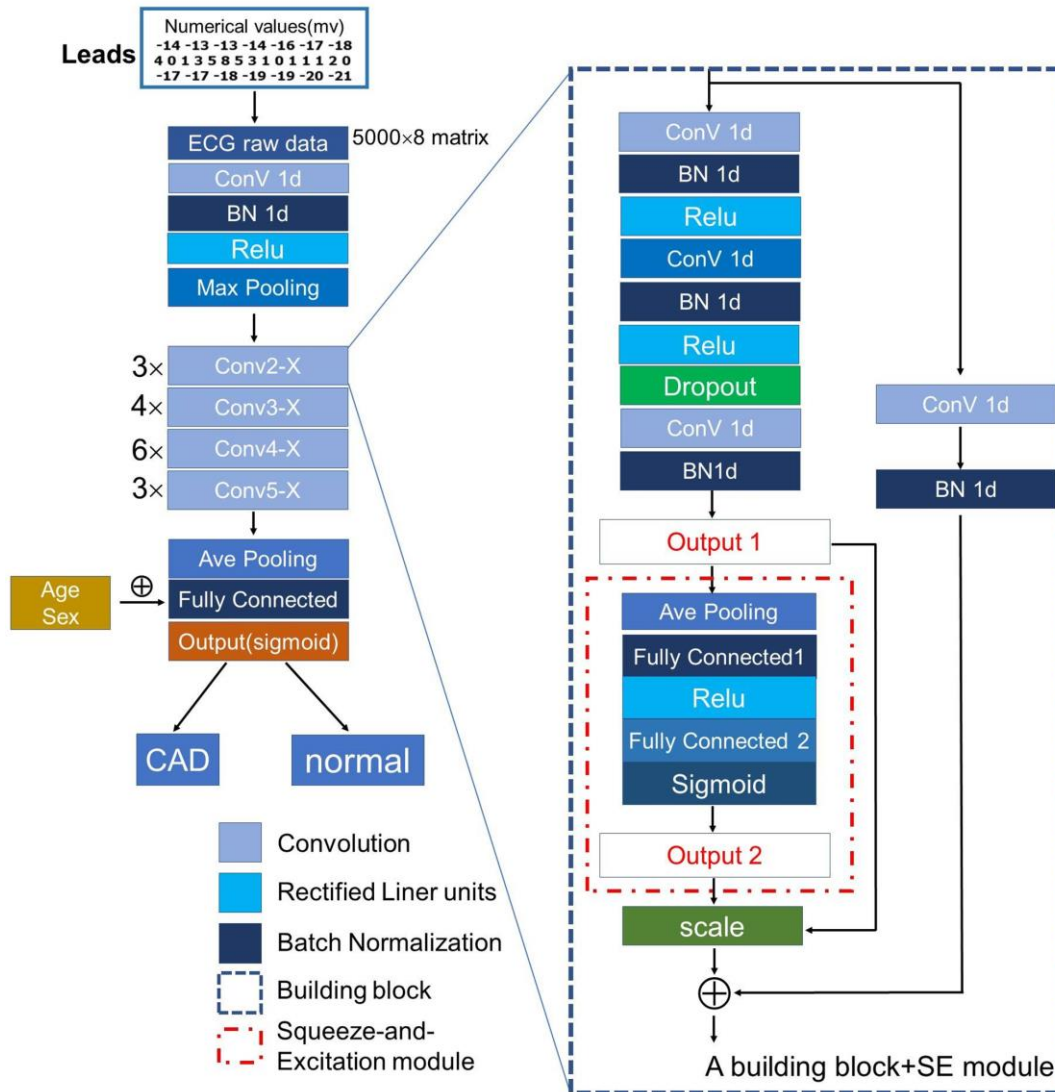 Leads
Numerical values(mv)
-14 -13 -13 -14 -16 -17 -18
4 0 1 3 5 8 5 3 1 0 1 1 1 2 0
-17 -17 -18 -19 -19 -20 -21
ECG raw data
5000×8 matrix
ConV 1d
BN 1d
Relu
Max Pooling
3× Conv2-X
4× Conv3-X
6× Conv4-X
3× Conv5-X
Ave Pooling
Age
Sex
⊕
Fully Connected
Output(sigmoid)
CAD
normal
Convolution
Rectified Liner units
Batch Normalization
Building block
Squeeze-and-
Excitation module
ConV 1d
BN 1d
Relu
ConV 1d
BN 1d
Relu
Dropout
ConV 1d
BN1d
Output 1
Ave Pooling
Fully Connected1
Relu
Fully Connected 2
Sigmoid
Output 2
scale
⊕
ConV 1d
BN 1d
A building block+SE module